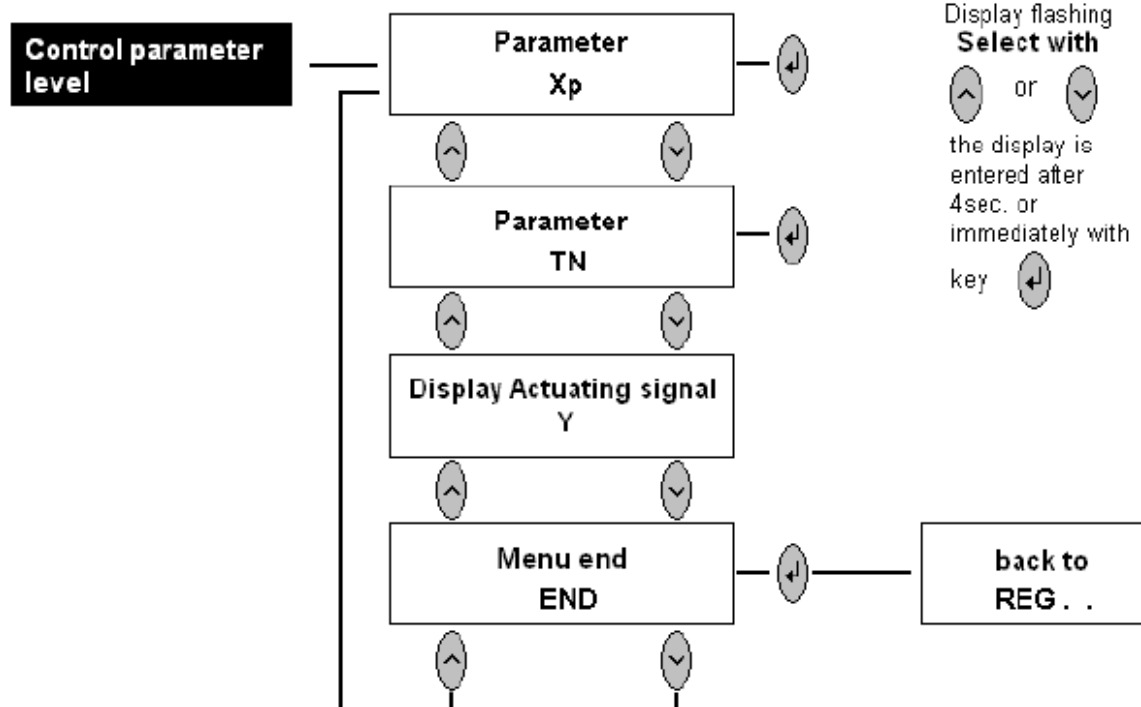 Control parameter
level
Parameter
Xp
Display flashing
Select with
or
the display is
entered after
4sec. or
immediately with
key
Parameter
TN
Display Actuating signal
Y
Menu end
END
back to
REG . .